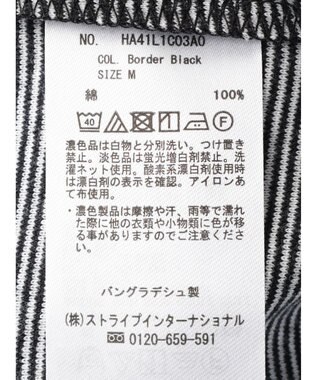 NO. HA41L1C03A0
COL. Border Black
SIZE M
綿 100%
40
濃色品は白物と分別洗い。つけ置き
禁止。淡色品は蛍光増白剤禁止。洗
濯ネット使用。酸素系漂白剤使用時
は漂白剤の表示を確認。アイロンあ
て布使用。
・濃色製品は摩擦や汗、雨等で濡れ
た際に他の衣類や小物類に色が移
る事がありますのでご注意くださ
い。
バングラデシュ製
(株)ストライプインターナショナル
0120-659-591